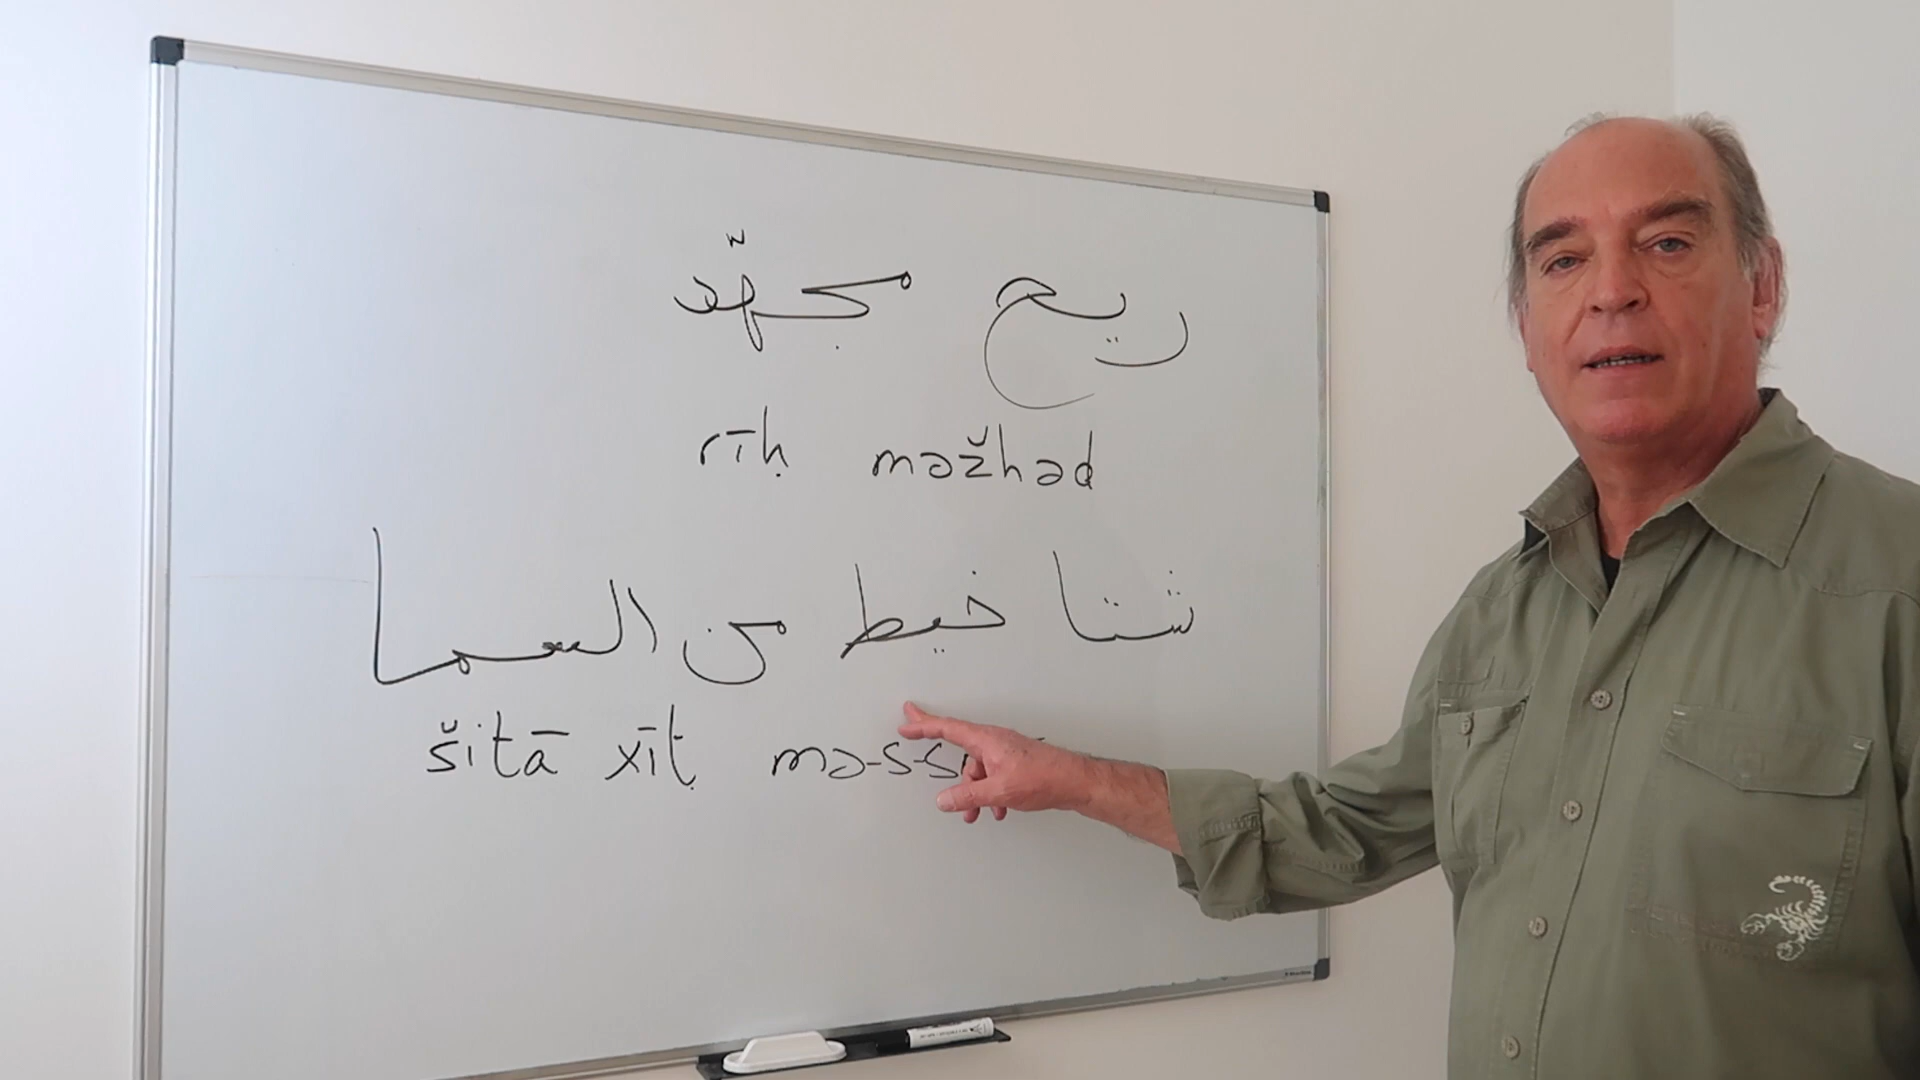 ريح مجهّد
rīḥ məžhəd
شتا خيط من السما
šitā xīṭ mə-s-s